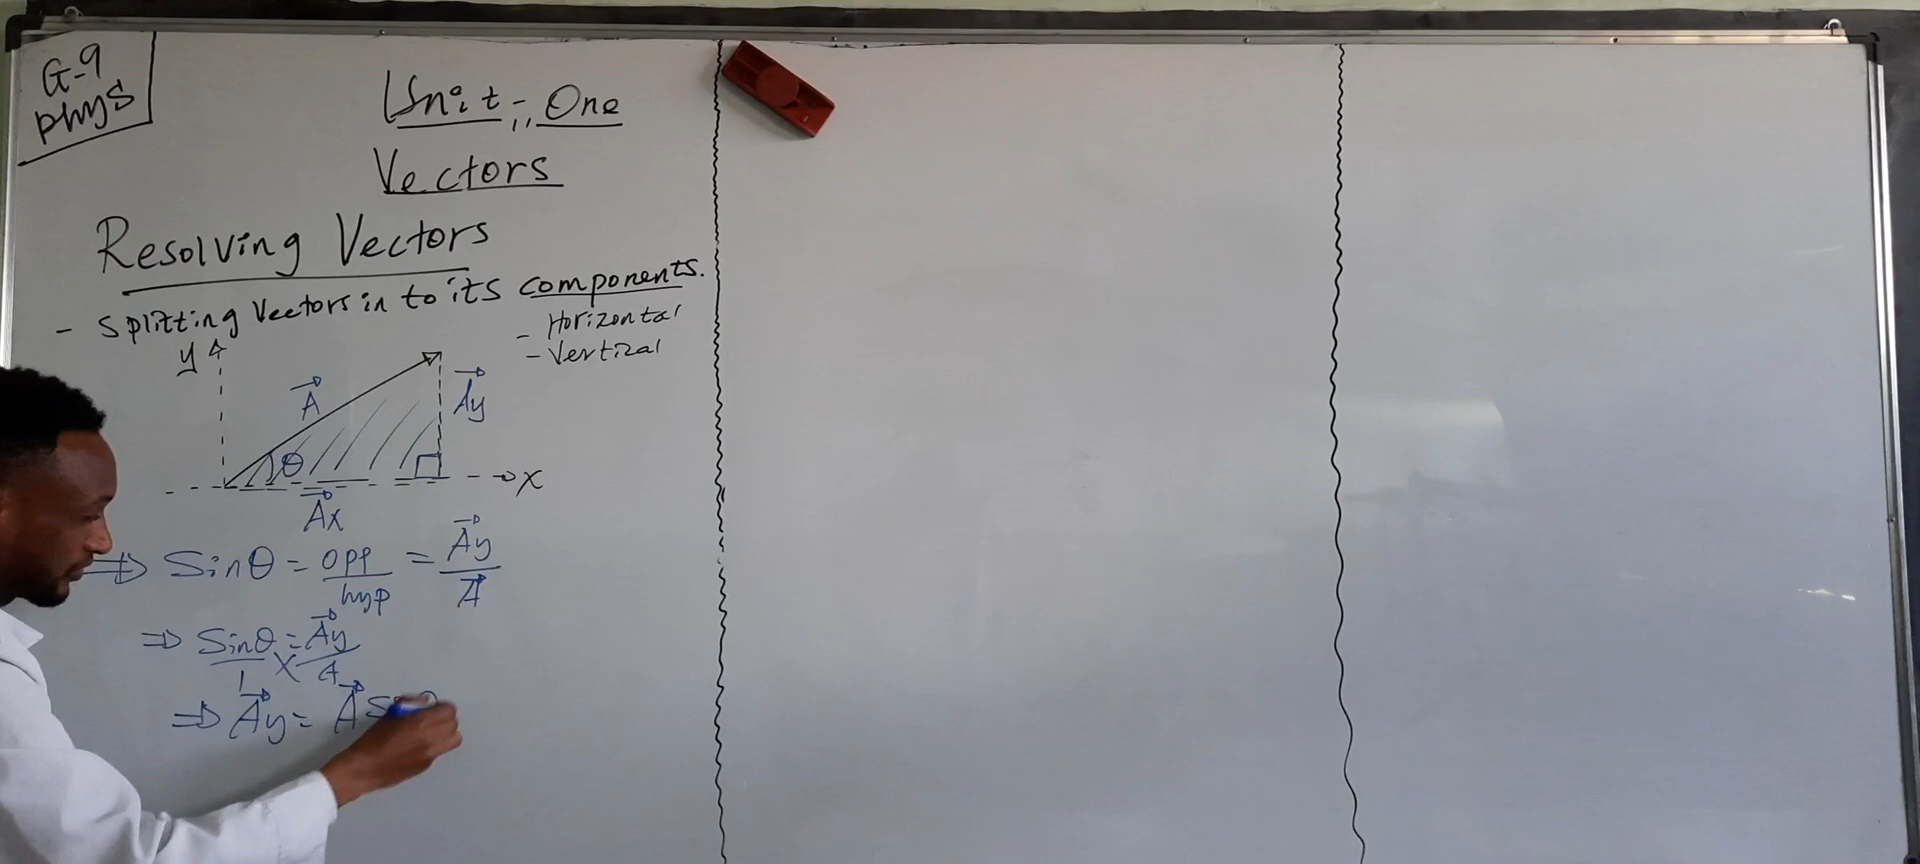 G-9
phys
Unit:, One
Vectors
Resolving Vectors
- Splitting Vectors in to its components.
- Horizontal
- Vertical
y
A
Ay
θ
x
Ax
⇒ Sinθ = opp/hyp = Ay/A
⇒ Sinθ/1 × Ay/A
⇒ Ay = A